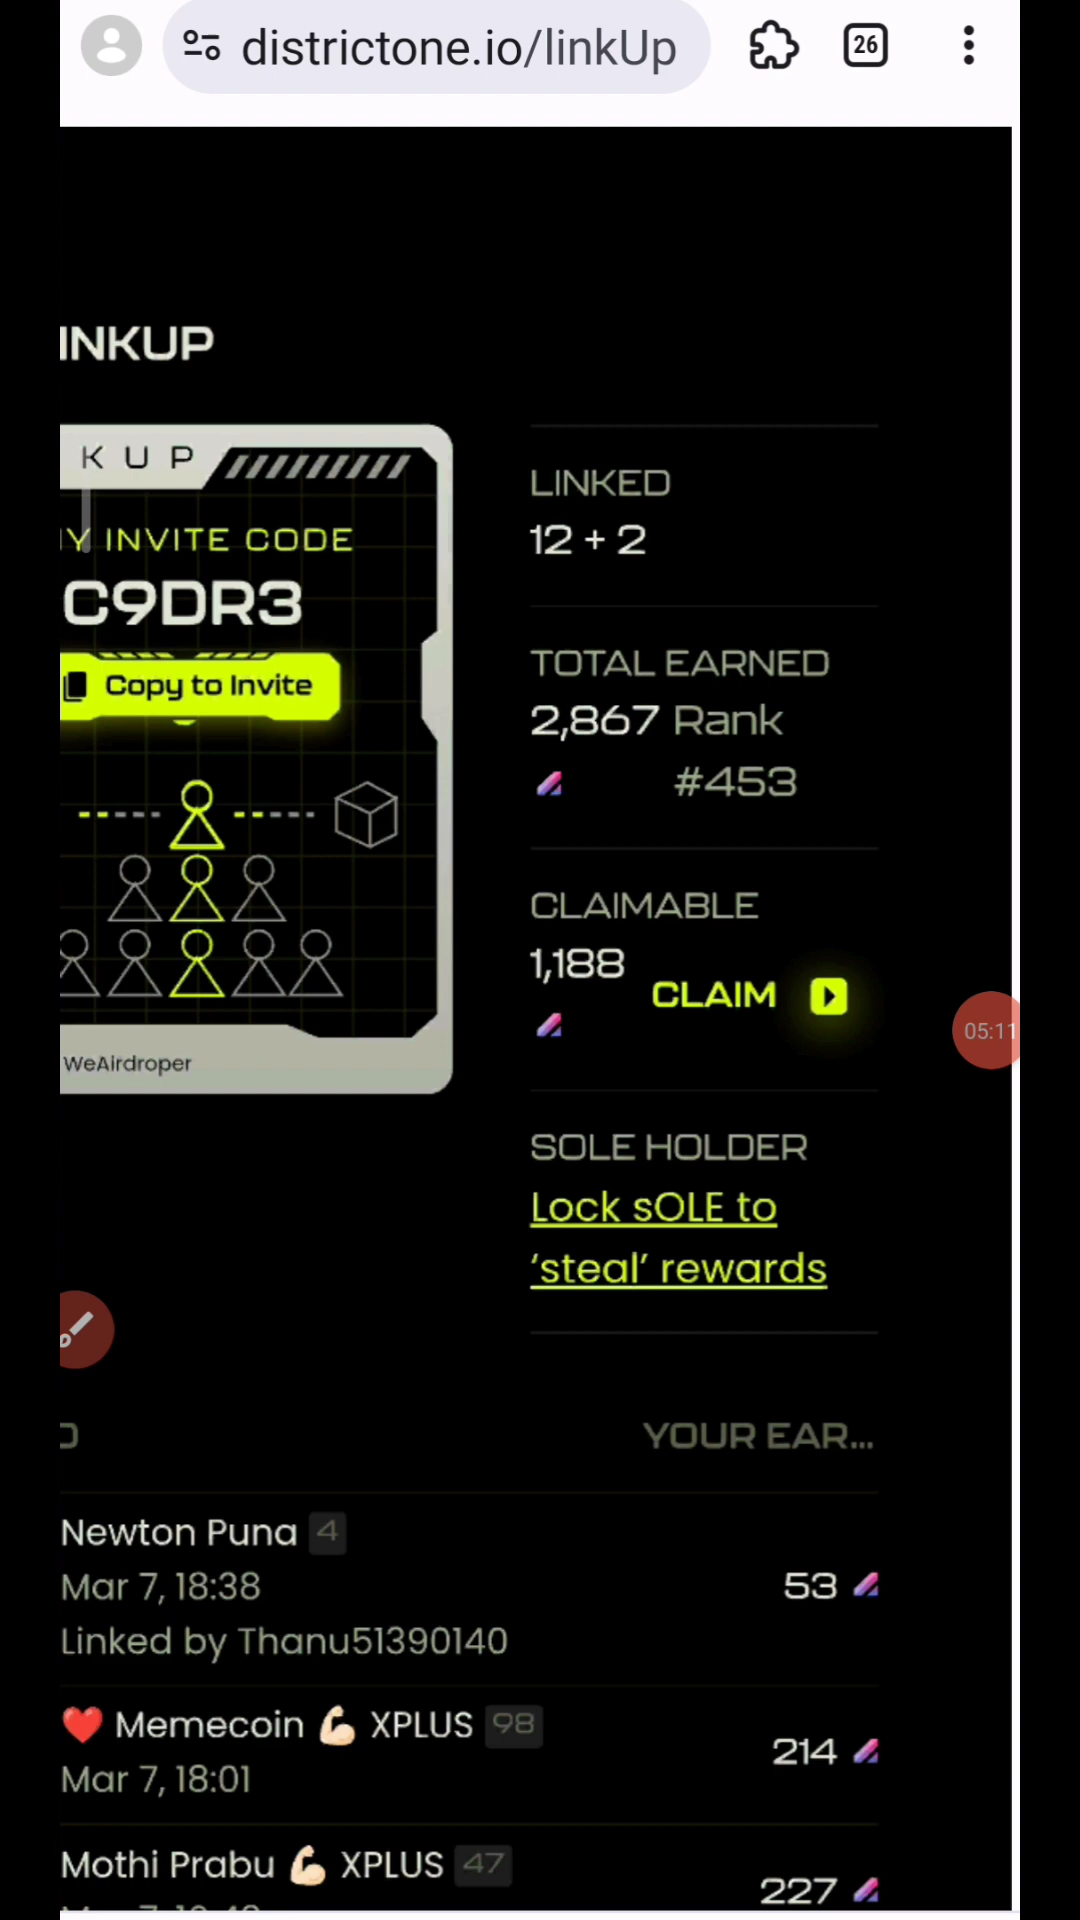 districtone.io/linkUp
26
INKUP
K U P
Y INVITE CODE
C9DR3
Copy to Invite
WeAirdroper
LINKED
12 + 2
TOTAL EARNED
2,867 Rank
#453
CLAIMABLE
1,188
CLAIM
05:11
SOLE HOLDER
Lock sOLE to
‘steal’ rewards
YOUR EAR...
Newton Puna 4
Mar 7, 18:38
53
Linked by Thanu51390140
❤️ Memecoin 💪🏻 XPLUS 98
Mar 7, 18:01
214
Mothi Prabu 💪🏻 XPLUS 47
227